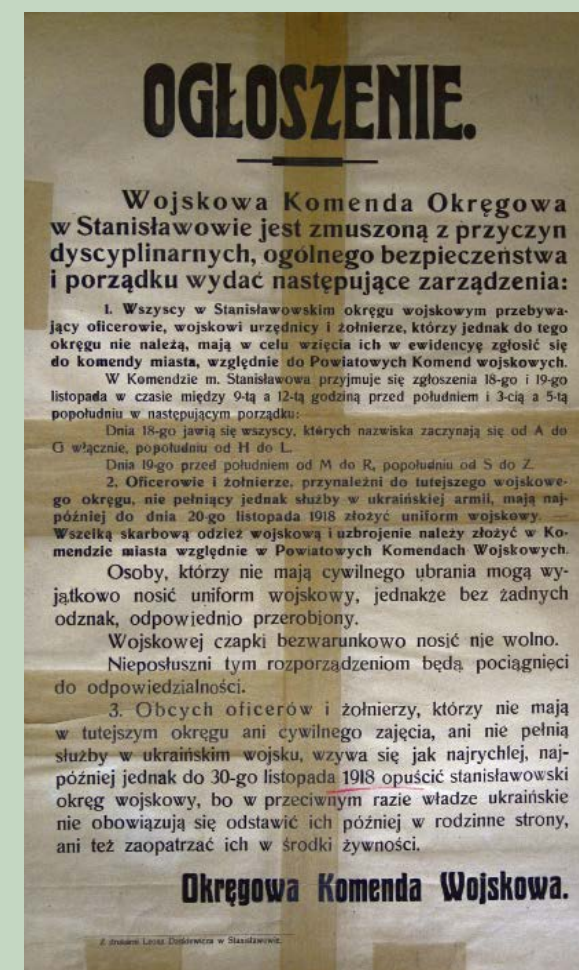 OGŁOSZENIE.
Wojskowa Komenda Okręgowa
w Stanisławowie jest zmuszoną z przyczyn
dyscyplinarnych, ogólnego bezpieczeństwa
i porządku wydać następujące zarządzenia:
1. Wszyscy w Stanisławowskim okręgu wojskowym przebywa-
jący oficerowie, wojskowi urzędnicy i żołnierze, którzy jednak do tego
okręgu nie należą, mają w celu wzięcia ich w ewidencyę zgłosić się
do komendy miasta, względnie do Powiatowych Komend wojskowych.
W Komendzie m. Stanisławowa przyjmuje się zgłoszenia 18-go i 19-go
listopada w czasie między 9-tą a 12-tą godziną przed południem i 3-cią a 5-tą
popołudniu w następującym porządku:
Dnia 18-go jawią się wszyscy, których nazwiska zaczynają się od A do
G włącznie, popołudniu od H do L.
Dnia 19-go przed południem od M do R, popołudniu od S do Z.
2. Oficerowie i żołnierze, przynależni do tutejszego wojskowe-
go okręgu, nie pełniący jednak służby w ukraińskiej armii, mają naj-
później do dnia 20-go listopada 1918 złożyć uniform wojskowy. —
Wszelką skarbową odzież wojskową i uzbrojenie należy złożyć w Ko-
mendzie miasta względnie w Powiatowych Komendach Wojskowych.
Osoby, którzy nie mają cywilnego ubrania mogą wy-
jątkowo nosić uniform wojskowy, jednakże bez żadnych
odznak, odpowiednio przerobiony.
Wojskowej czapki bezwarunkowo nosić nie wolno.
Nieposłuszni tym rozporządzeniom będą pociągnięci
do odpowiedzialności.
3. Obcych oficerów i żołnierzy, którzy nie mają
w tutejszym okręgu ani cywilnego zajęcia, ani nie pełnią
służby w ukraińskim wojsku, wzywa się jak najrychlej, naj-
później jednak do 30-go listopada 1918 opuścić stanisławowski
okręg wojskowy, bo w przeciwnym razie władze ukraińskie
nie obowiązują się odstawić ich później w rodzinne strony,
ani też zaopatrzać ich w środki żywności.
Okręgowa Komenda Wojskowa.
Z drukarni Leona Dankiewicza w Stanisławowie.